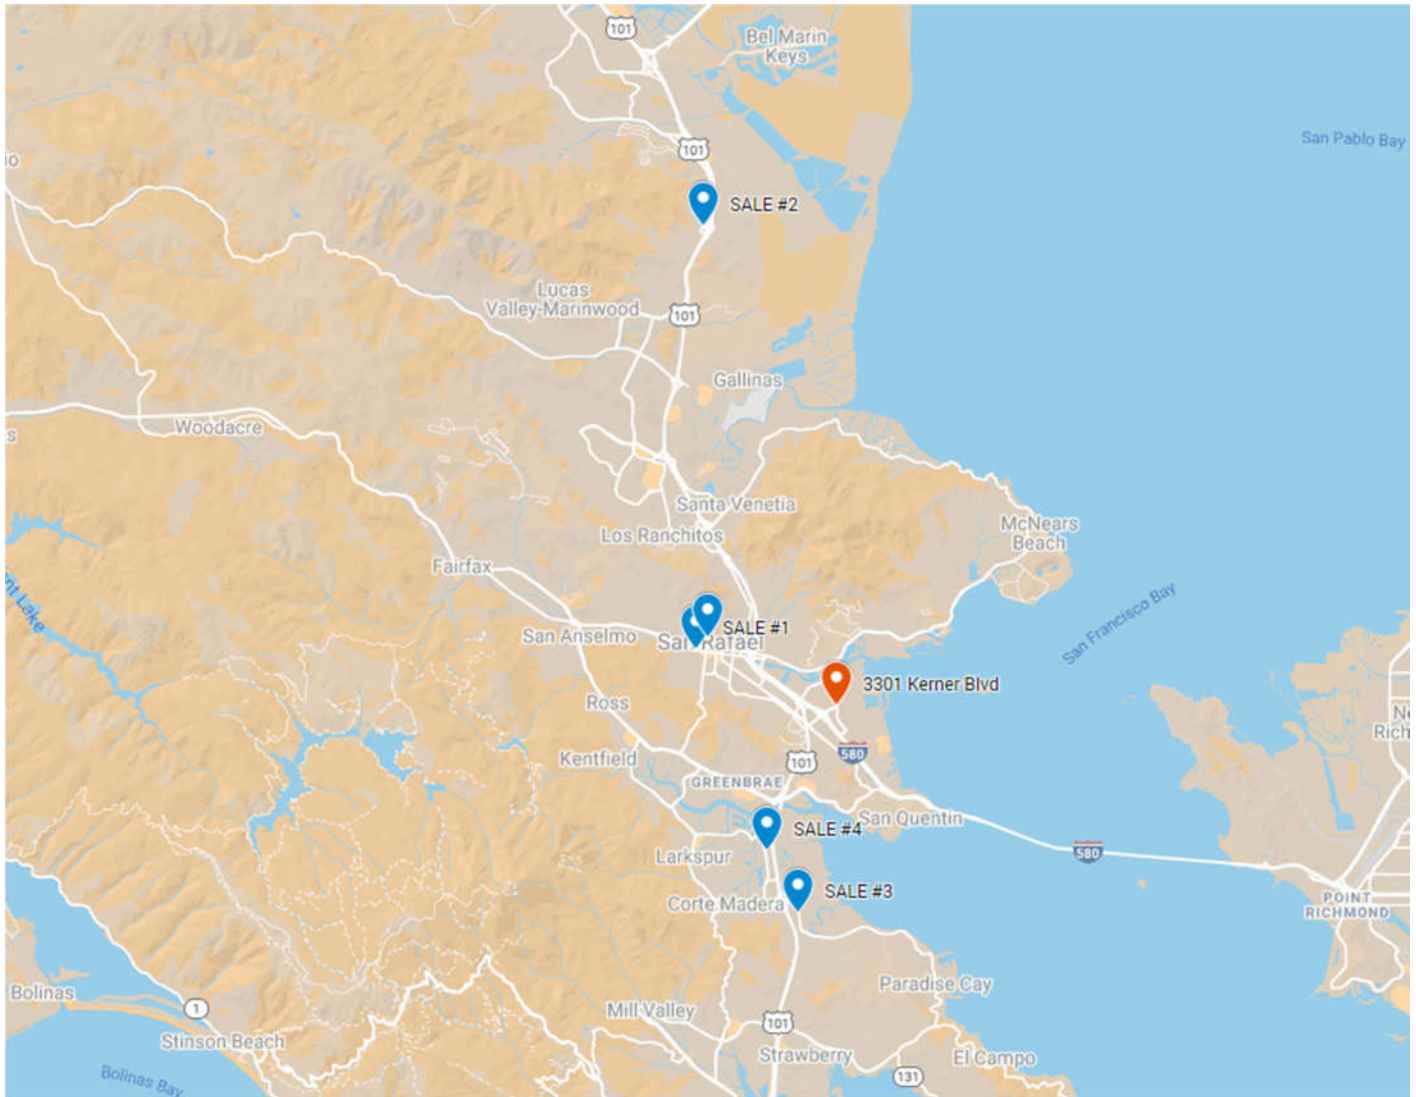 101
Bel Marin
Keys
San Pablo Bay
101
SALE #2
Lucas
Valley-Marinwood
101
Gallinas
Woodacre
Santa Venetia
Los Ranchitos
McNears
Beach
Fairfax
San Francisco Bay
SALE #1
San Anselmo
San Rafael
3301 Kerner Blvd
Ross
Kentfield
101
580
GREENBRAE
San Quentin
SALE #4
580
Larkspur
SALE #3
Corte Madera
POINT
RICHMOND
Paradise Cay
Bolinas
1
Mill Valley
101
Stinson Beach
Strawberry
El Campo
131
Bolinas Bay
Lake